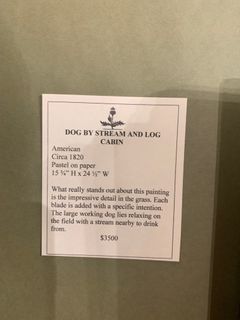 DOG BY STREAM AND LOG
CABIN
American
Circa 1820
Pastel on paper
15 ¾" H x 24 ½" W
What really stands out about this painting
is the impressive detail in the grass. Each
blade is added with a specific intention.
The large working dog lies relaxing on
the field with a stream nearby to drink
from.
$3500